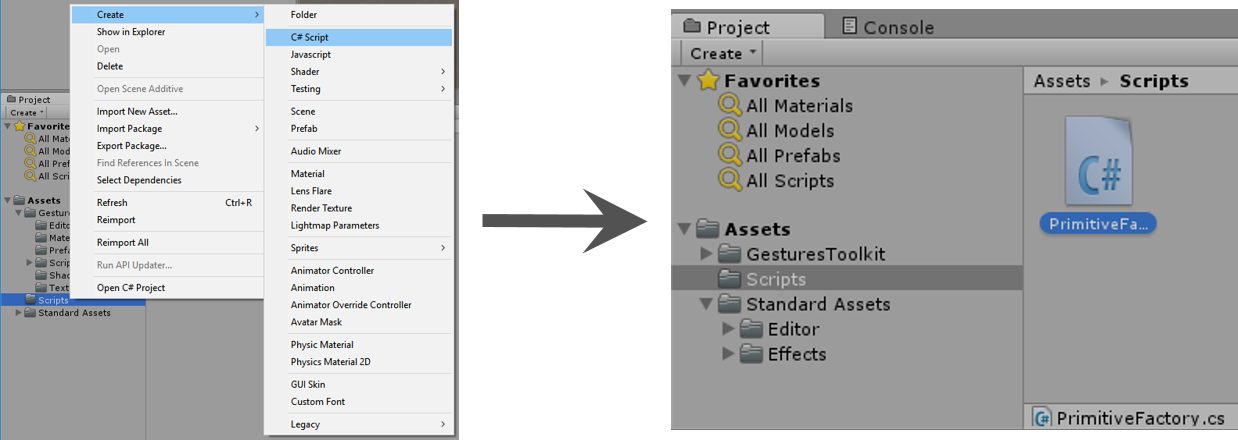 Create
Show in Explorer
Open
Delete
Open Scene Additive
Import New Asset...
Import Package
Export Package...
Find References In Scene
Select Dependencies
Refresh Ctrl+R
Reimport
Reimport All
Run API Updater...
Open C# Project
Folder
C# Script
Javascript
Shader
Testing
Scene
Prefab
Audio Mixer
Material
Lens Flare
Render Texture
Lightmap Parameters
Sprites
Animator Controller
Animation
Animator Override Controller
Avatar Mask
Physic Material
Physics Material 2D
GUI Skin
Custom Font
Legacy
Project
Create
Favorites
All Mat
All Mod
All Pref
All Scri
Assets
Gestur
Editor
Mate
Prefa
Scrip
Shad
Text
Scripts
Standard Assets
Project Console
Create
Favorites
All Materials
All Models
All Prefabs
All Scripts
Assets
GesturesToolkit
Scripts
Standard Assets
Editor
Effects
Assets Scripts
C#
PrimitiveFa...
C# PrimitiveFactory.cs